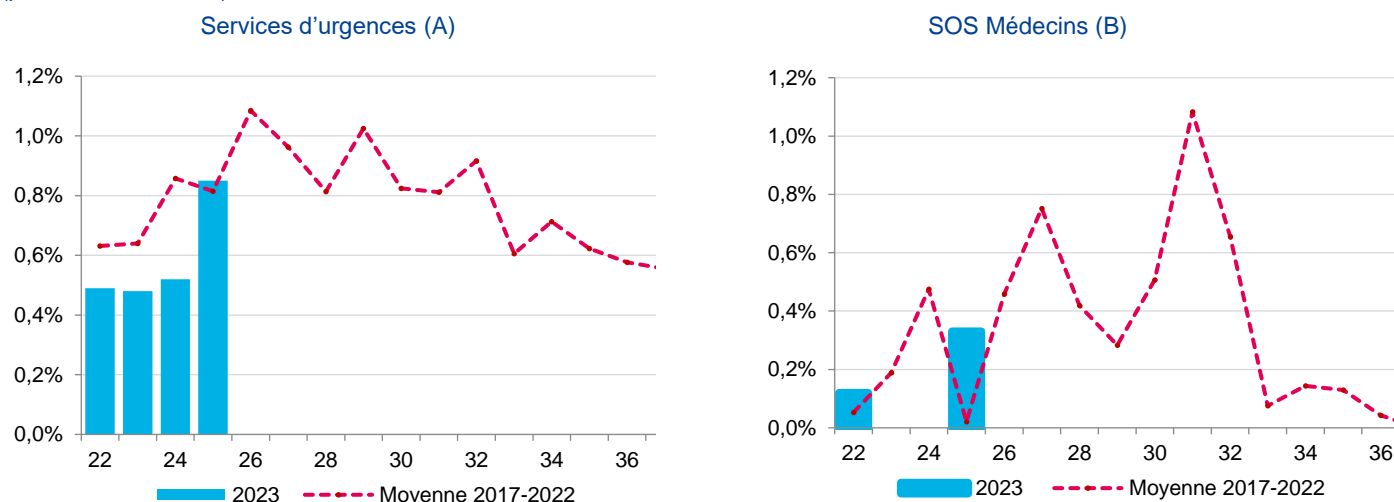 Services d'urgences (A)
1,2%
1,0%
0,8%
0,6%
0,4%
0,2%
0,0%
22 24 26 28 30 32 34 36
2023 Moyenne 2017-2022
SOS Médecins (B)
1,2%
1,0%
0,8%
0,6%
0,4%
0,2%
0,0%
22 24 26 28 30 32 34 36
2023 Moyenne 2017-2022